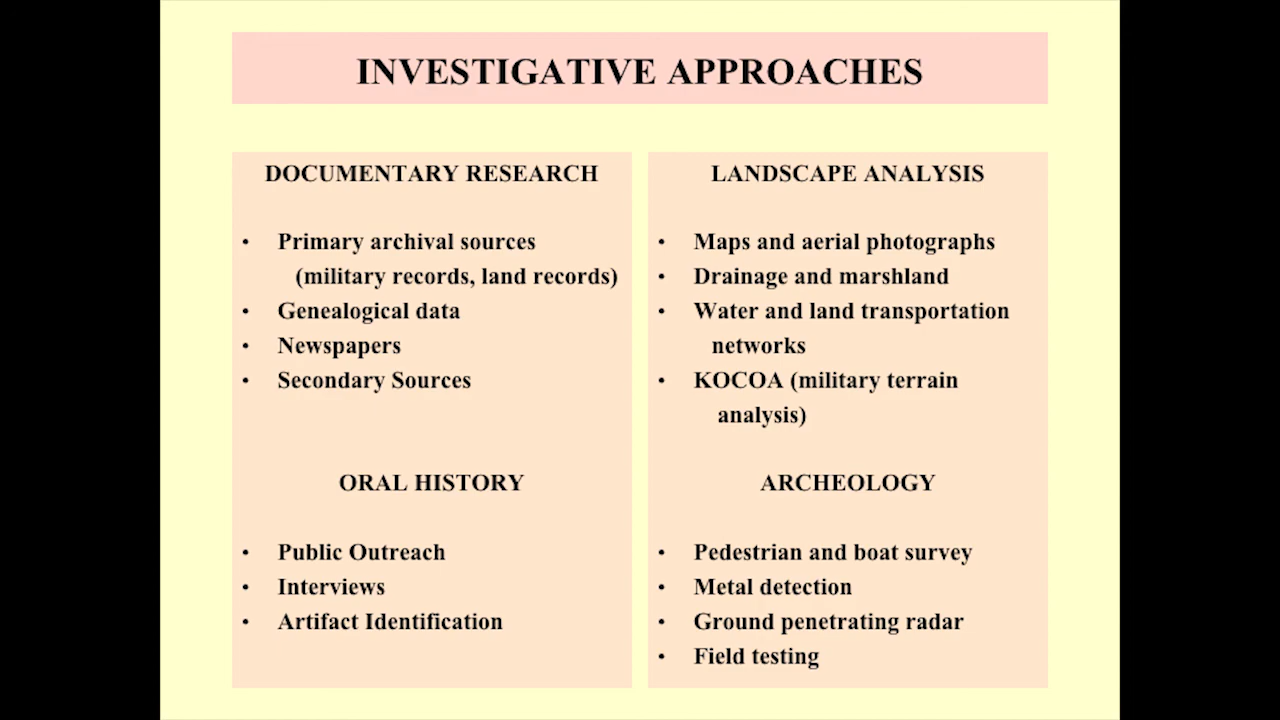 INVESTIGATIVE APPROACHES
DOCUMENTARY RESEARCH
• Primary archival sources
(military records, land records)
• Genealogical data
• Newspapers
• Secondary Sources
ORAL HISTORY
• Public Outreach
• Interviews
• Artifact Identification
LANDSCAPE ANALYSIS
• Maps and aerial photographs
• Drainage and marshland
• Water and land transportation
networks
• KOCOA (military terrain
analysis)
ARCHEOLOGY
• Pedestrian and boat survey
• Metal detection
• Ground penetrating radar
• Field testing